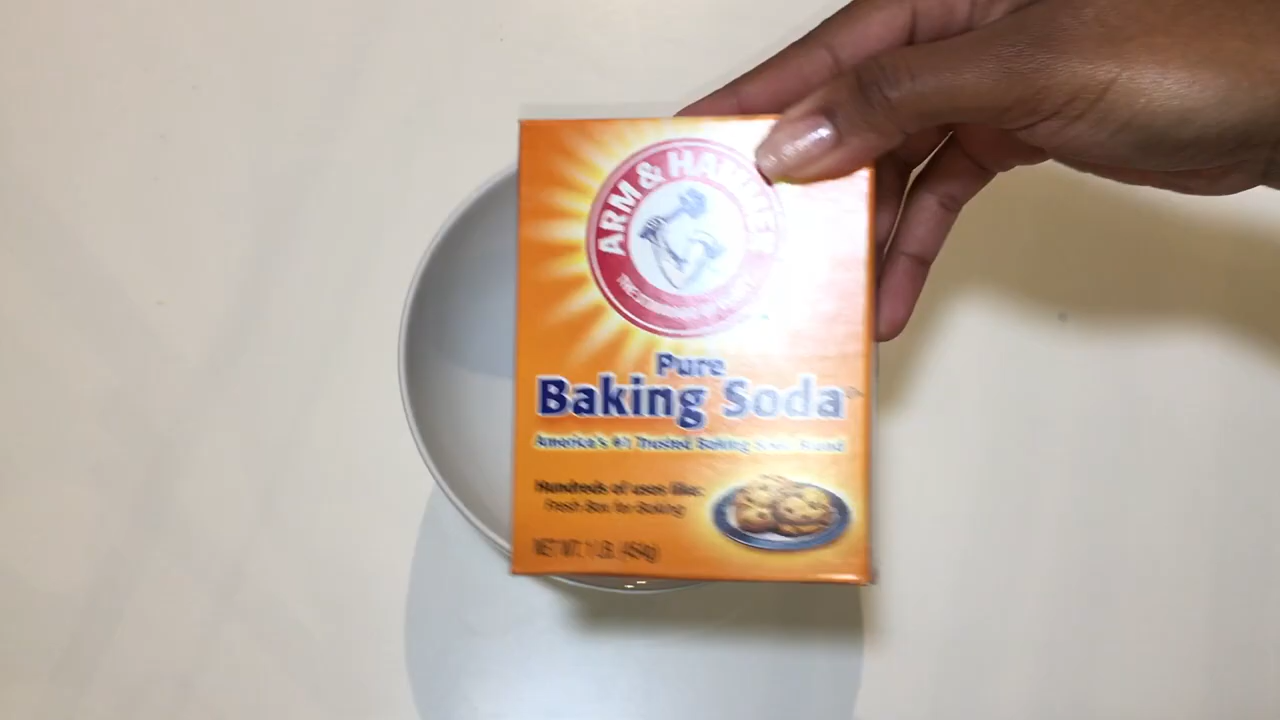 ARM & HAMMER
Pure
Baking Soda
America's #1 Trusted Baking Soda Brand
Hundreds of uses like:
Fresh Box for Baking
NET WT. 1 LB. (454g)